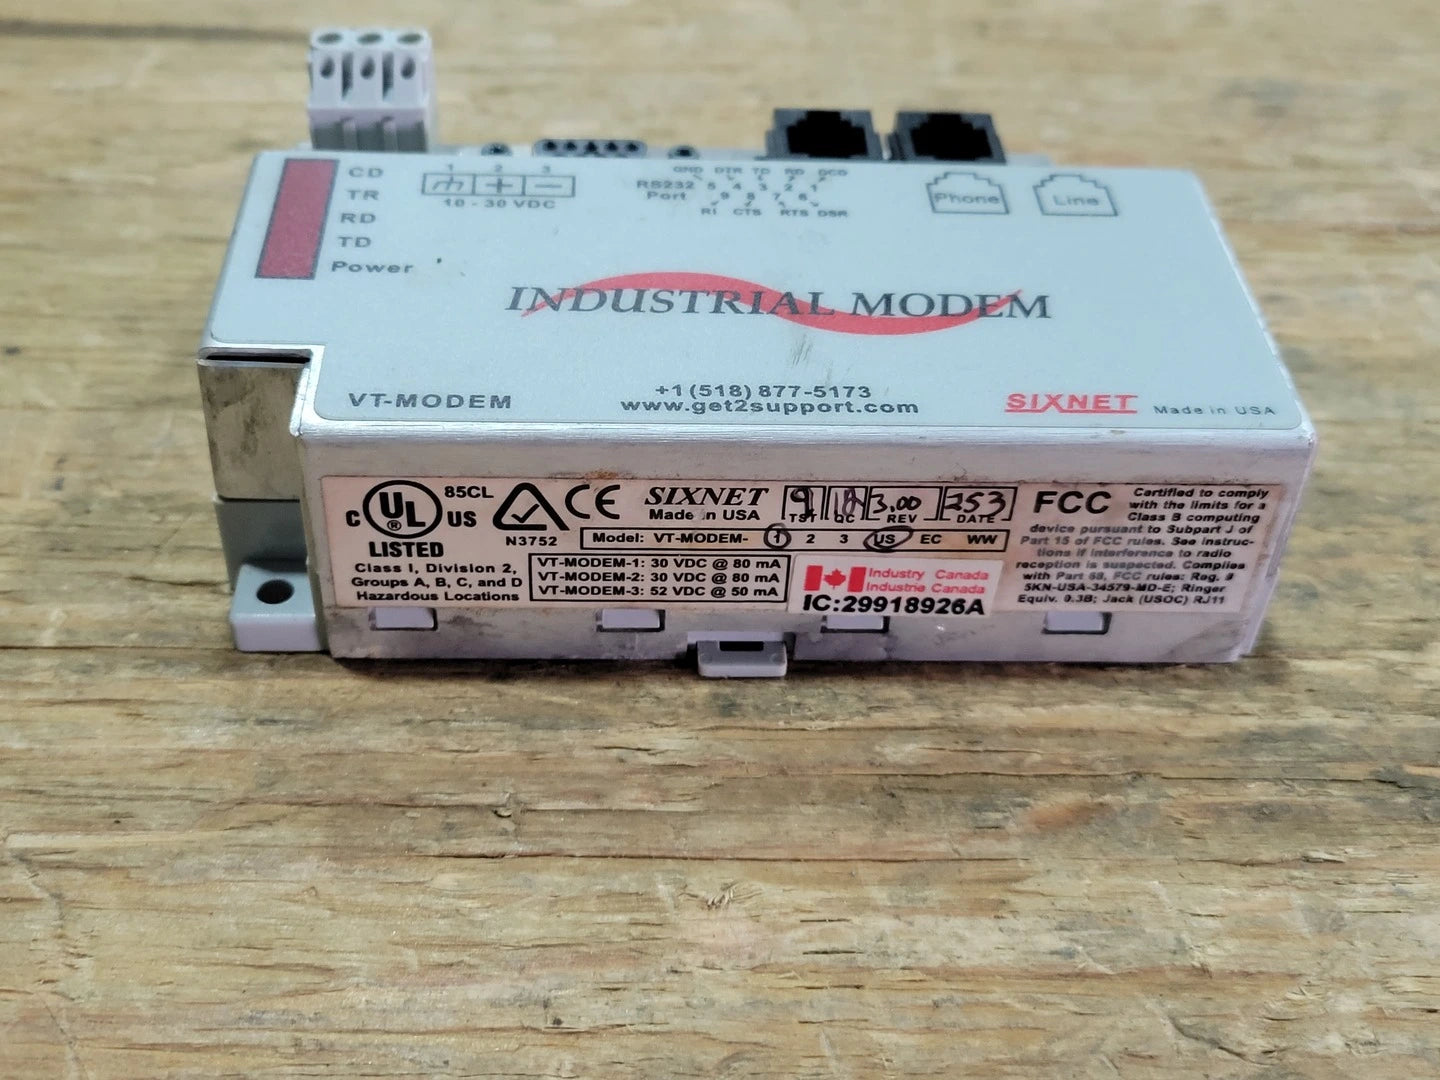 CD
TR
RD
TD
Power
1 2 3
+ −
10 - 30 VDC
GND DTR TD RD DCD
RS232 5 4 3 2 1
Port 9 8 7 6
RI CTS RTS DSR
Phone
Line
INDUSTRIAL MODEM
VT-MODEM
+1 (518) 877-5173
www.get2support.com
SIXNET Made in USA
C UL ® US
85CL
LISTED
Class I, Division 2,
Groups A, B, C, and D
Hazardous Locations
N3752
CE
SIXNET
Made in USA
9 TST
18 QC
3.00 REV
253 DATE
Model: VT-MODEM- 1 2 3 US EC WW
VT-MODEM-1: 30 VDC @ 80 mA
VT-MODEM-2: 30 VDC @ 80 mA
VT-MODEM-3: 52 VDC @ 50 mA
Industry Canada
Industrie Canada
IC:29918926A
FCC Certified to comply
with the limits for a
Class B computing
device pursuant to Subpart J of
Part 15 of FCC rules. See instruc-
tions if interference to radio
reception is suspected. Complies
with Part 68, FCC rules: Reg. #
5KN-USA-34579-MD-E; Ringer
Equiv. 0.3B; Jack (USOC) RJ11